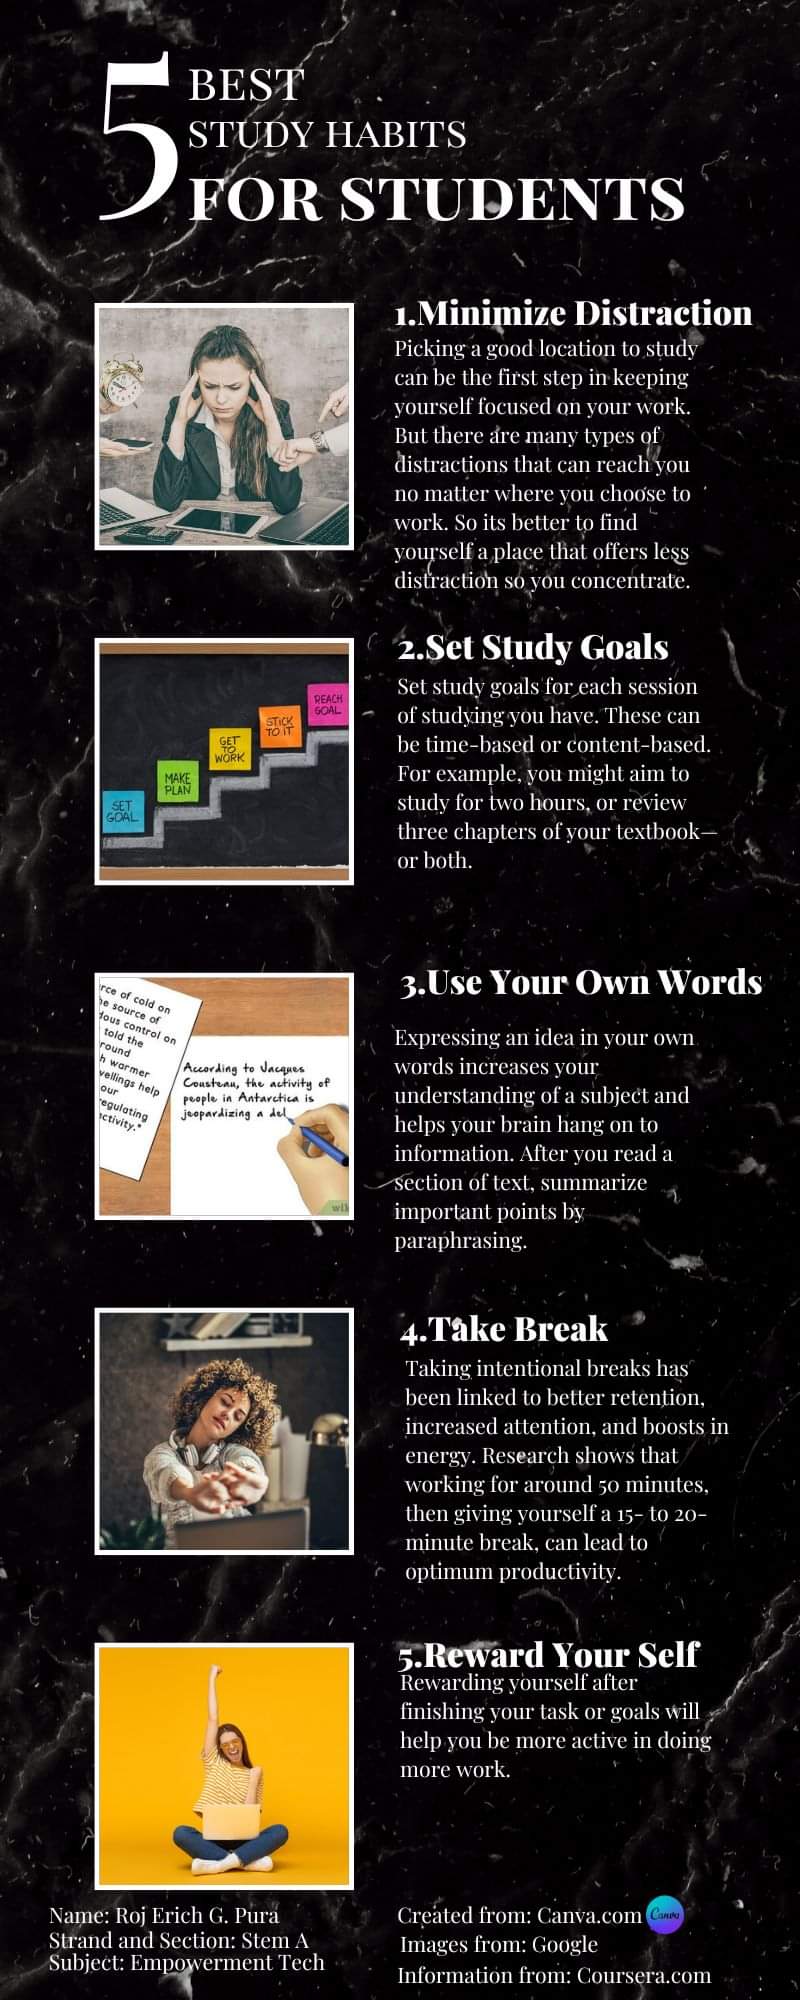 5
BEST
STUDY HABITS
FOR STUDENTS
1.Minimize Distraction
Picking a good location to study
can be the first step in keeping
yourself focused on your work.
But there are many types of
distractions that can reach you
no matter where you choose to
work. So its better to find
yourself a place that offers less
distraction so you concentrate.
2.Set Study Goals
Set study goals for each session
of studying you have. These can
be time-based or content-based.
For example, you might aim to
study for two hours, or review
three chapters of your textbook—
or both.
SET
GOAL
MAKE
PLAN
GET
TO
WORK
STICK
TO IT
REACH
GOAL
3.Use Your Own Words
Expressing an idea in your own
words increases your
understanding of a subject and
helps your brain hang on to
information. After you read a
section of text, summarize
important points by
paraphrasing.
rce of cold on
he source of
dous control on
told the
round
h warmer
vellings help
our
regulating
ectivity."
According to Jacques
Cousteau, the activity of
people in Antarctica is
jeopardizing a del
wik
4.Take Break
Taking intentional breaks has
been linked to better retention,
increased attention, and boosts in
energy. Research shows that
working for around 50 minutes,
then giving yourself a 15- to 20-
minute break, can lead to
optimum productivity.
5.Reward Your Self
Rewarding yourself after
finishing your task or goals will
help you be more active in doing
more work.
Name: Roj Erich G. Pura
Strand and Section: Stem A
Subject: Empowerment Tech
Created from: Canva.com
Canva
Images from: Google
Information from: Coursera.com